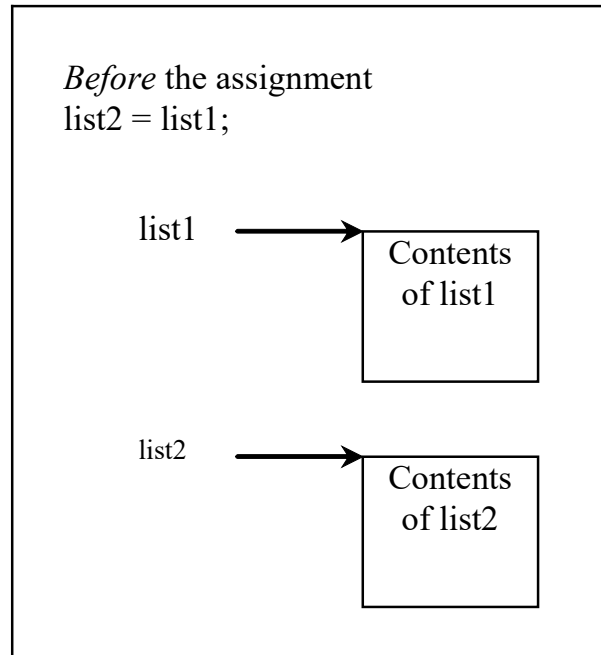 Before the assignment
list2 = list1;
list1
Contents
of list1
list2
Contents
of list2